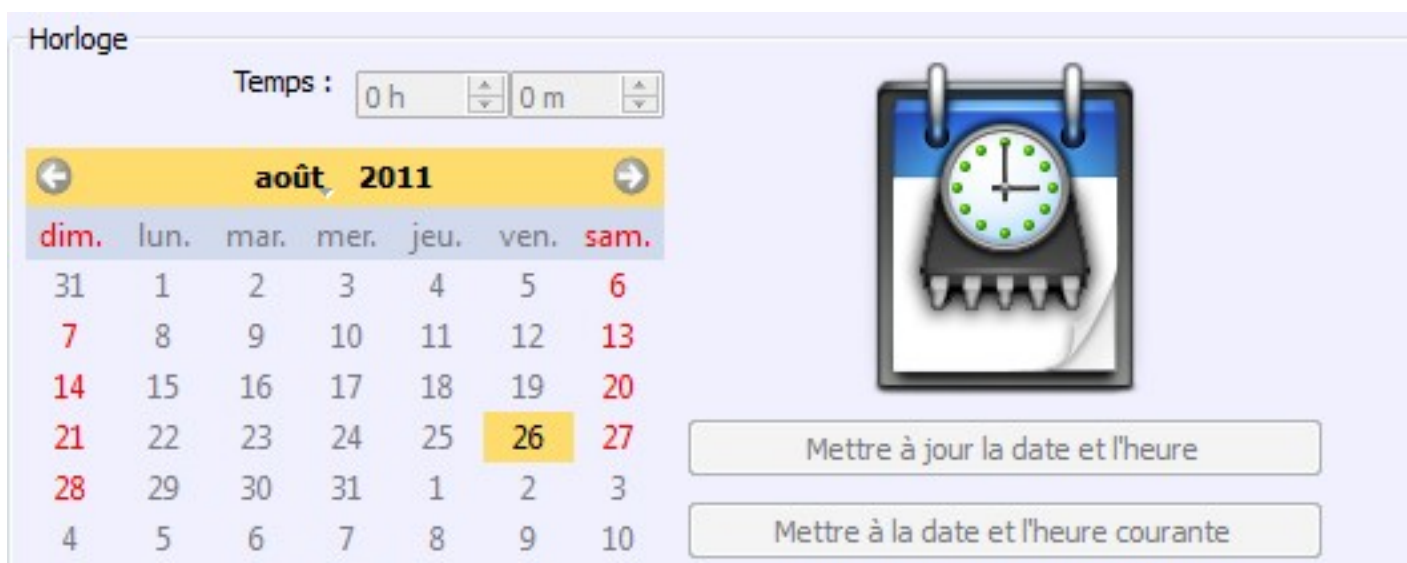 Horloge
Temps : 0 h 0 m
août 2011
dim. lun. mar. mer. jeu. ven. sam.
31 1 2 3 4 5 6
7 8 9 10 11 12 13
14 15 16 17 18 19 20
21 22 23 24 25 26 27
28 29 30 31 1 2 3
4 5 6 7 8 9 10
Mettre à jour la date et l'heure
Mettre à la date et l'heure courante